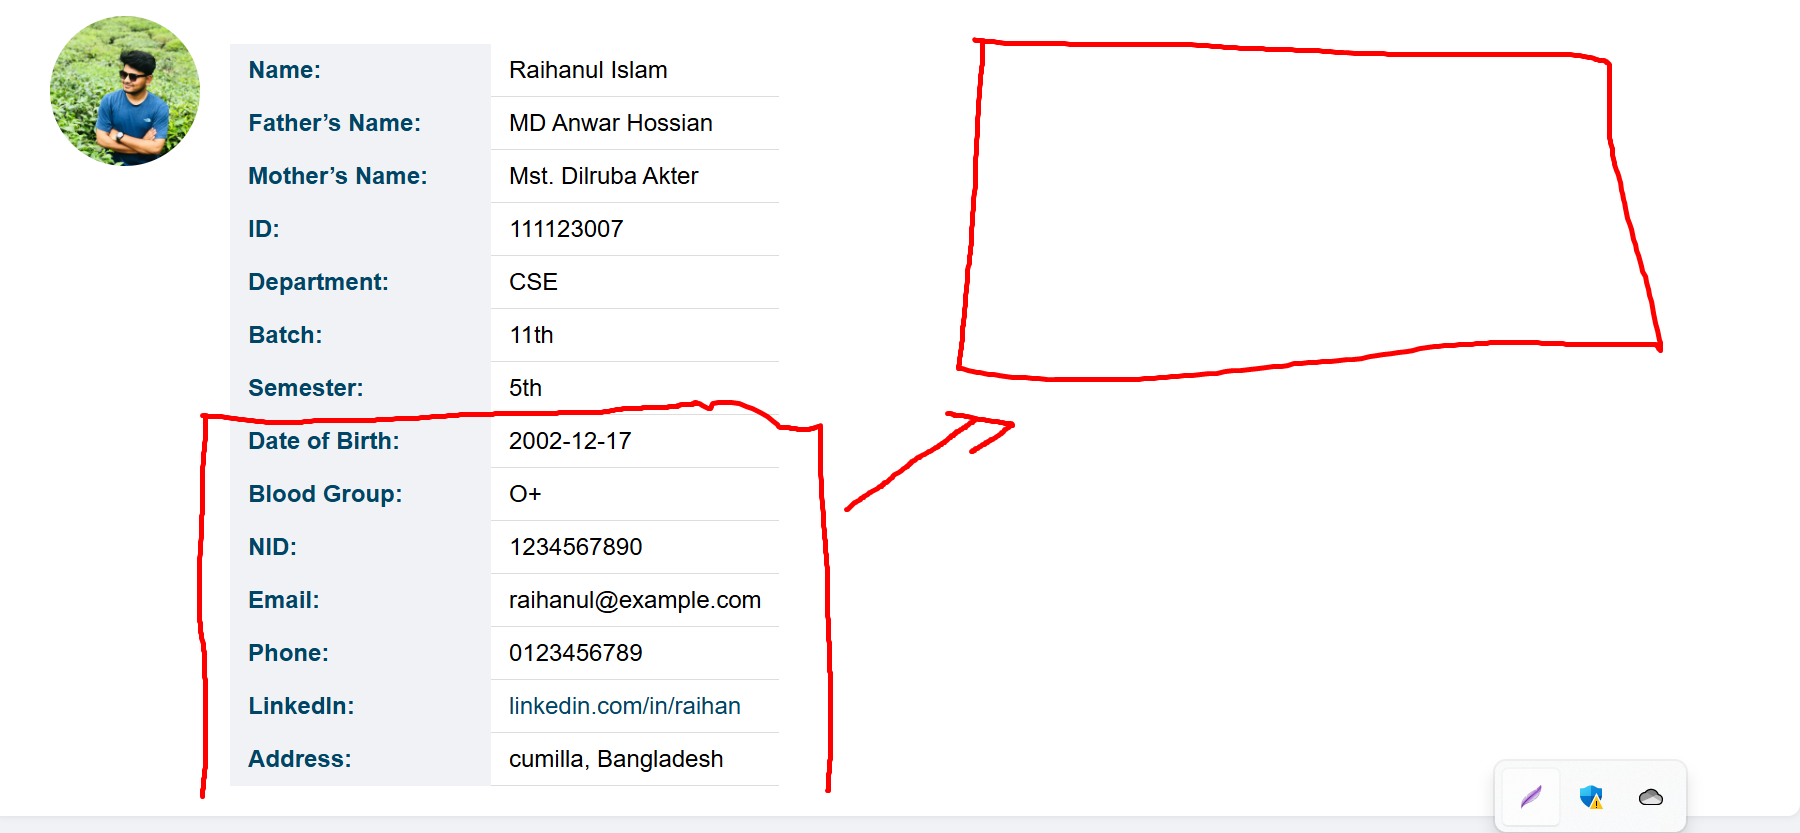 Name: Raihanul Islam
Father’s Name: MD Anwar Hossian
Mother’s Name: Mst. Dilruba Akter
ID: 111123007
Department: CSE
Batch: 11th
Semester: 5th
Date of Birth: 2002-12-17
Blood Group: O+
NID: 1234567890
Email: raihanul@example.com
Phone: 0123456789
LinkedIn: linkedin.com/in/raihan
Address: cumilla, Bangladesh